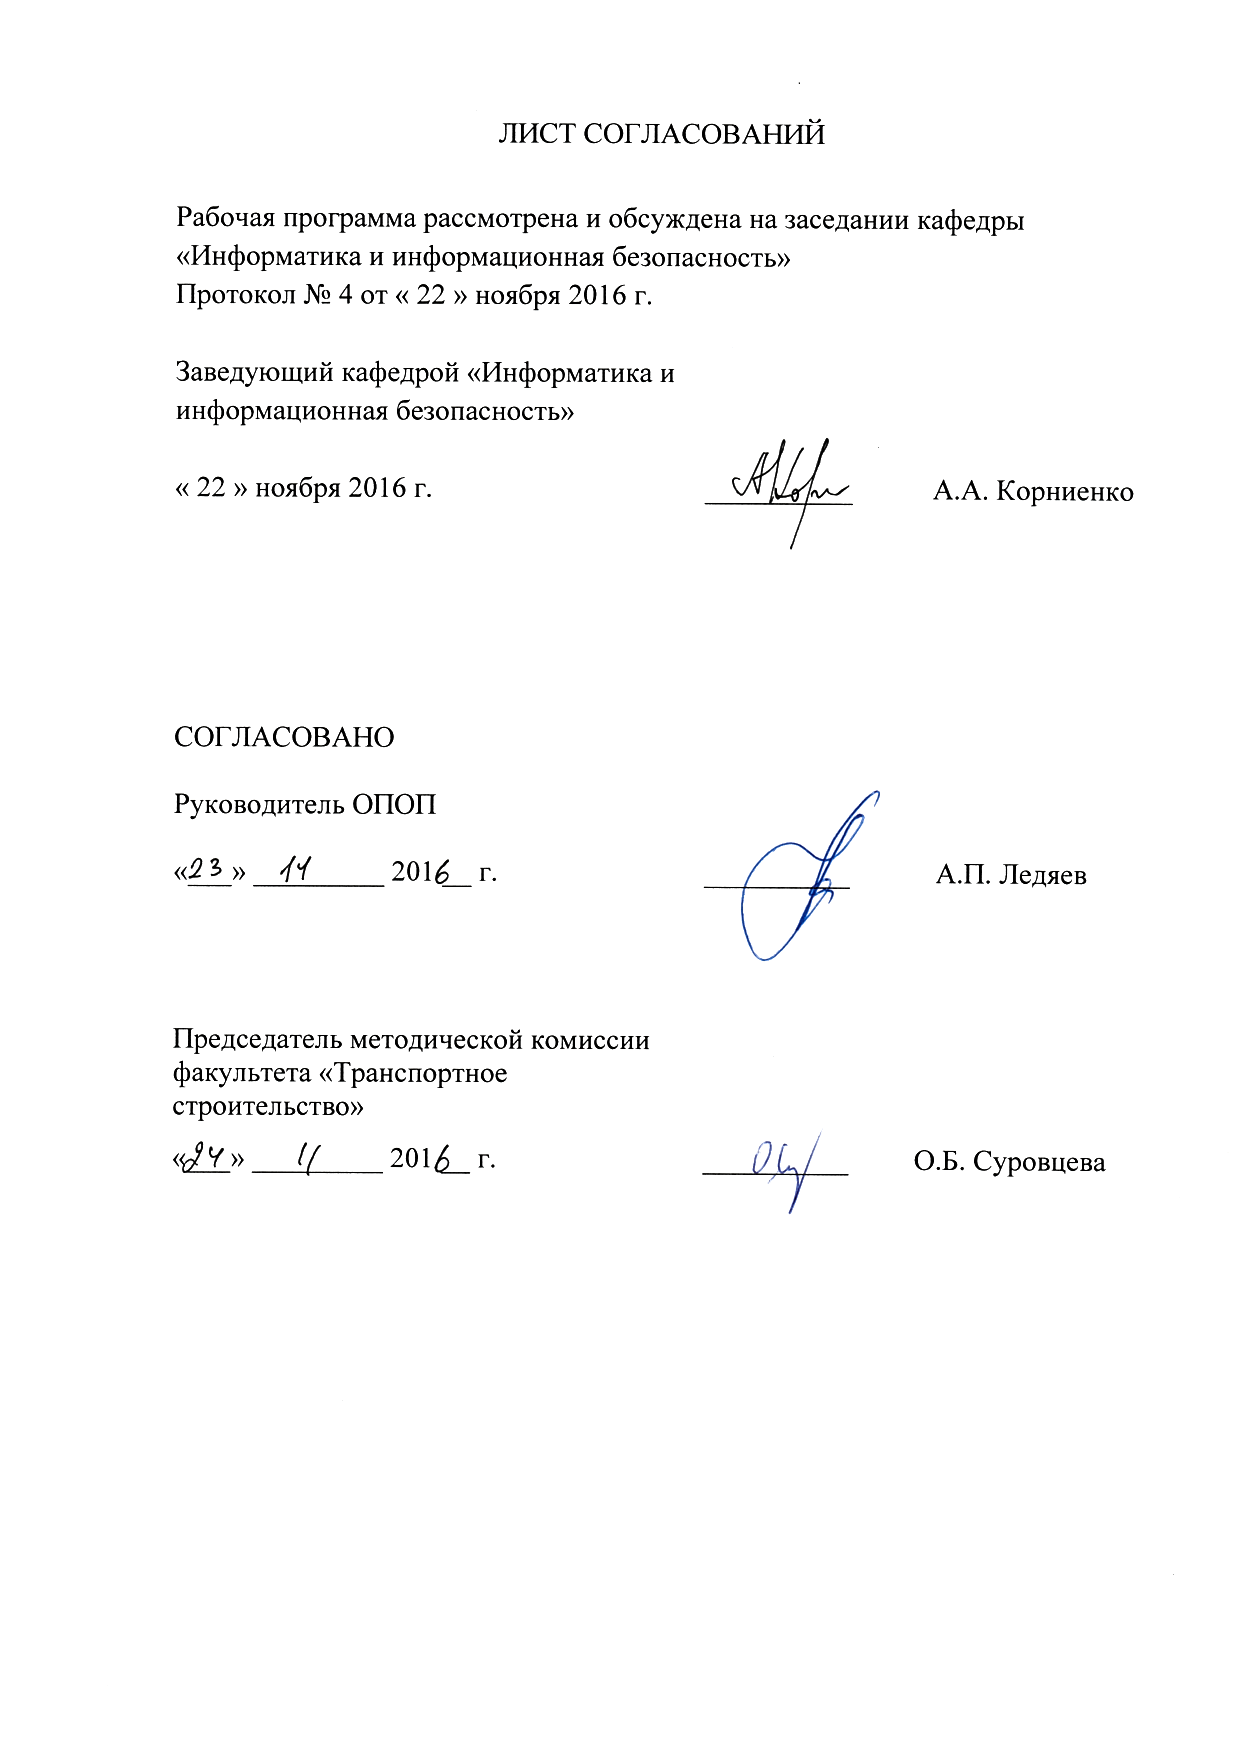 ЛИСТ СОГЛАСОВАНИЙ
Рабочая программа рассмотрена и обсуждена на заседании кафедры
«Информатика и информационная безопасность»
Протокол № 4 от « 22 » ноября 2016 г.
Заведующий кафедрой «Информатика и
информационная безопасность»
« 22 » ноября 2016 г. А.А. Корниенко
СОГЛАСОВАНО
Руководитель ОПОП
«23» 11 2016 г. А.П. Ледяев
Председатель методической комиссии
факультета «Транспортное
строительство»
«24» 11 2016 г. О.Б. Суровцева